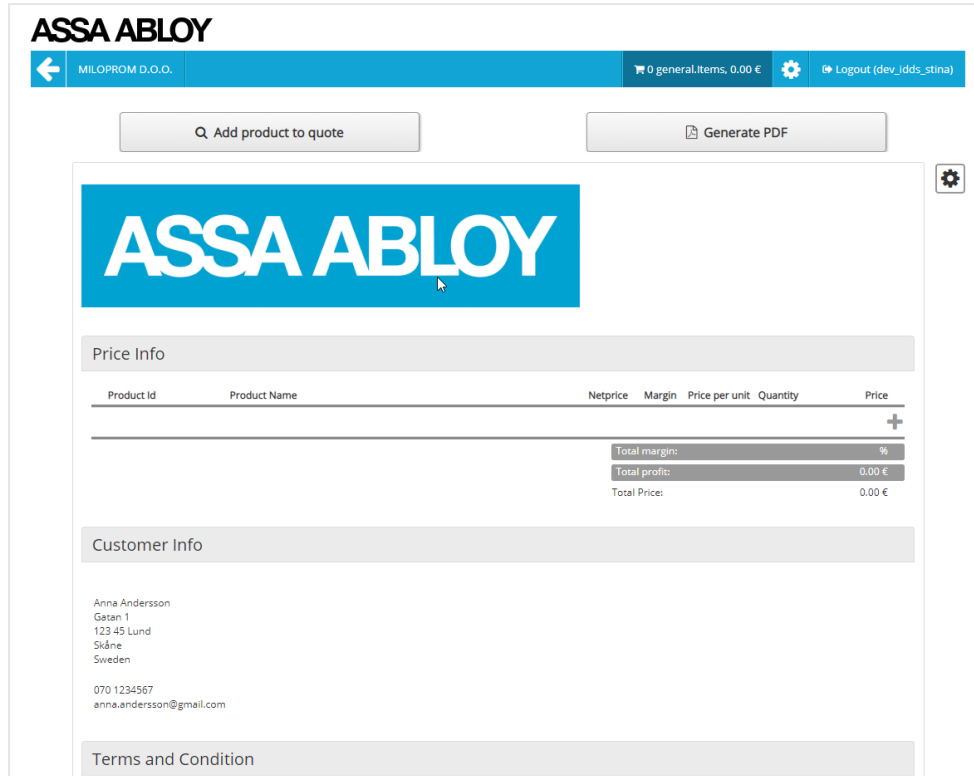 ASSA ABLOY
MILOPROM D.O.O. 0 general.Items, 0.00 € Logout (dev_idds_stina)
Add product to quote Generate PDF
ASSA ABLOY
Price Info
Product Id Product Name Netprice Margin Price per unit Quantity Price
Total margin: %
Total profit: 0.00 €
Total Price: 0.00 €
Customer Info
Anna Andersson
Gatan 1
123 45 Lund
Skåne
Sweden
070 1234567
anna.andersson@gmail.com
Terms and Condition